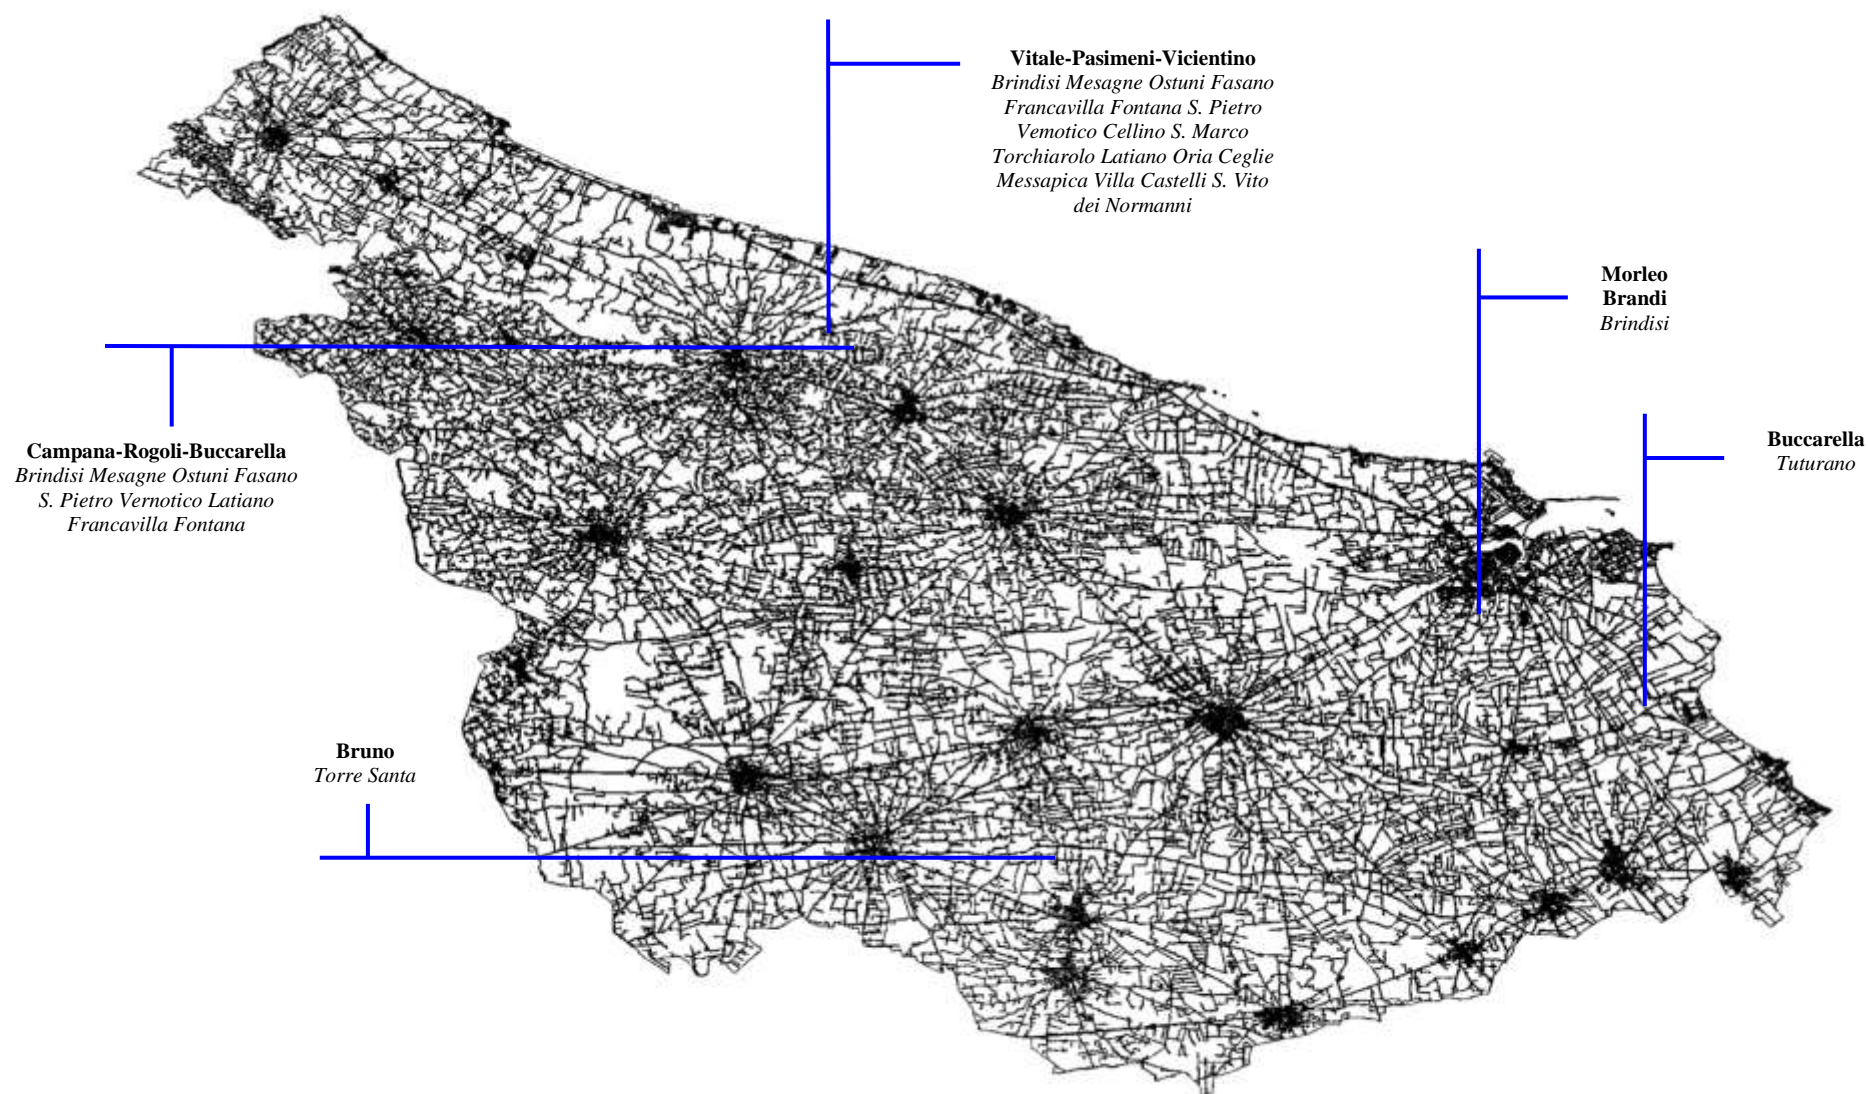 Vitale-Pasimeni-Vicientino
Brindisi Mesagne Ostuni Fasano
Francavilla Fontana S. Pietro
Vemotico Cellino S. Marco
Torchiarolo Latiano Oria Ceglie
Messapica Villa Castelli S. Vito
dei Normanni
Morleo
Brandi
Brindisi
Buccarella
Tuturano
Campana-Rogoli-Buccarella
Brindisi Mesagne Ostuni Fasano
S. Pietro Vernotico Latiano
Francavilla Fontana
Bruno
Torre Santa